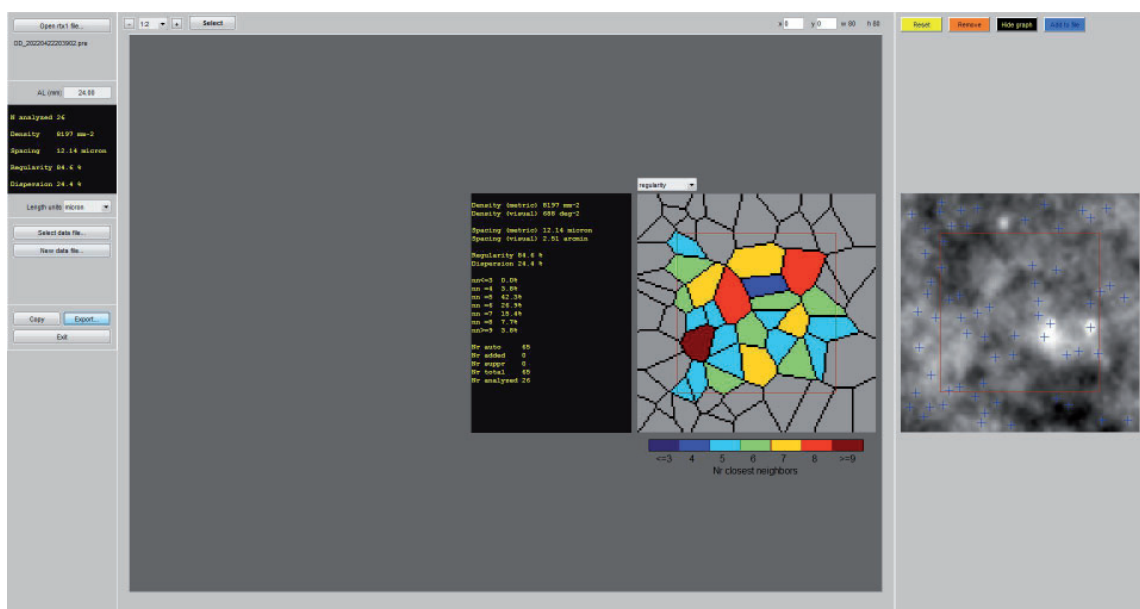 Open rtx1 file...
OD_20220422203902.pre
AL (mm) 24.00
N analyzed 26
Density 8197 mm-2
Spacing 12.14 micron
Regularity 84.6 %
Dispersion 24.4 %
Length units micron
Select data file...
New data file...
Copy Export...
Exit
- 1:2 + Select
x 0 y 0 w 80 h 80
regularity
Density (metric) 8197 mm-2
Density (visual) 688 deg-2
Spacing (metric) 12.14 micron
Spacing (visual) 2.51 arcmin
Regularity 84.6 %
Dispersion 24.4 %
nn<=3 0.0%
nn =4 3.8%
nn =5 42.3%
nn =6 26.9%
nn =7 15.4%
nn =8 7.7%
nn>=9 3.8%
Nr auto 65
Nr added 0
Nr suppr 0
Nr total 65
Nr analyzed 26
<=3 4 5 6 7 8 >=9
Nr closest neighbors
Reset Remove Hide graph Add to file